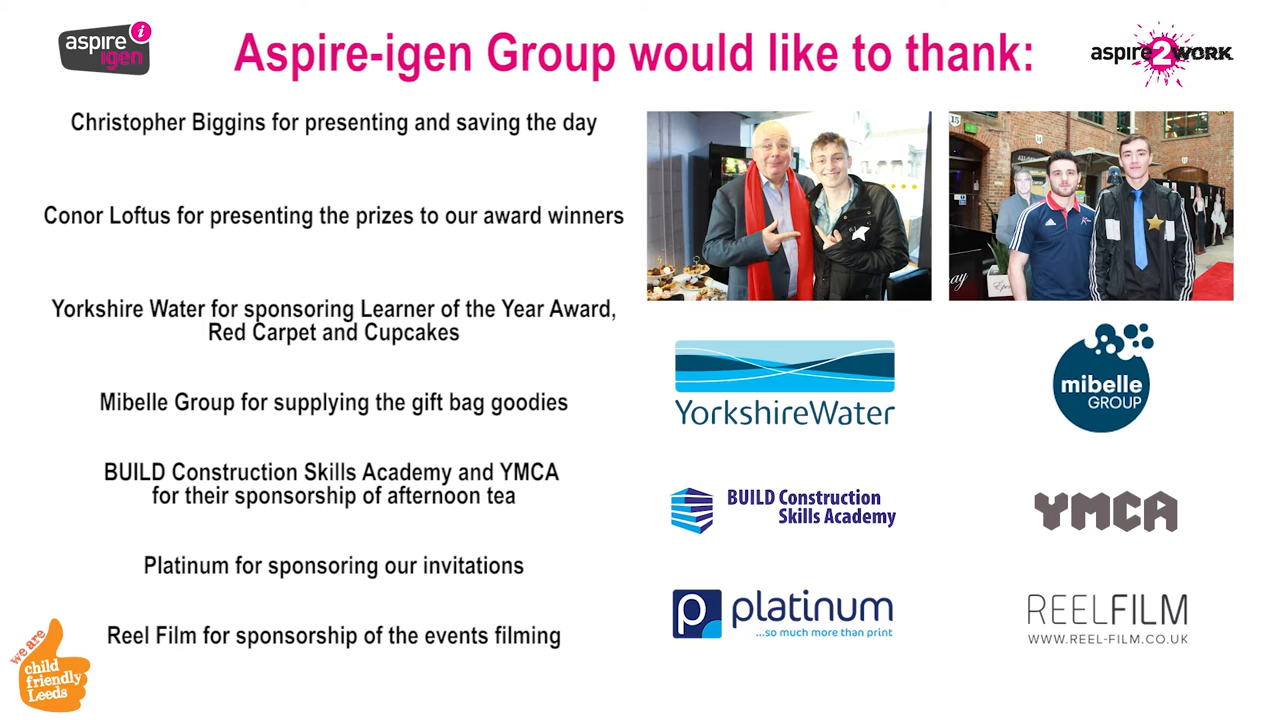 aspire
igen
i
Aspire-igen Group would like to thank:
aspire2WORK
Christopher Biggins for presenting and saving the day
Conor Loftus for presenting the prizes to our award winners
Yorkshire Water for sponsoring Learner of the Year Award,
Red Carpet and Cupcakes
Mibelle Group for supplying the gift bag goodies
BUILD Construction Skills Academy and YMCA
for their sponsorship of afternoon tea
Platinum for sponsoring our invitations
Reel Film for sponsorship of the events filming
15
YorkshireWater
mibelle
GROUP
BUILD Construction
Skills Academy
YMCA
platinum
...so much more than print
REELFILM
WWW.REEL-FILM.CO.UK
we are
child
friendly
Leeds